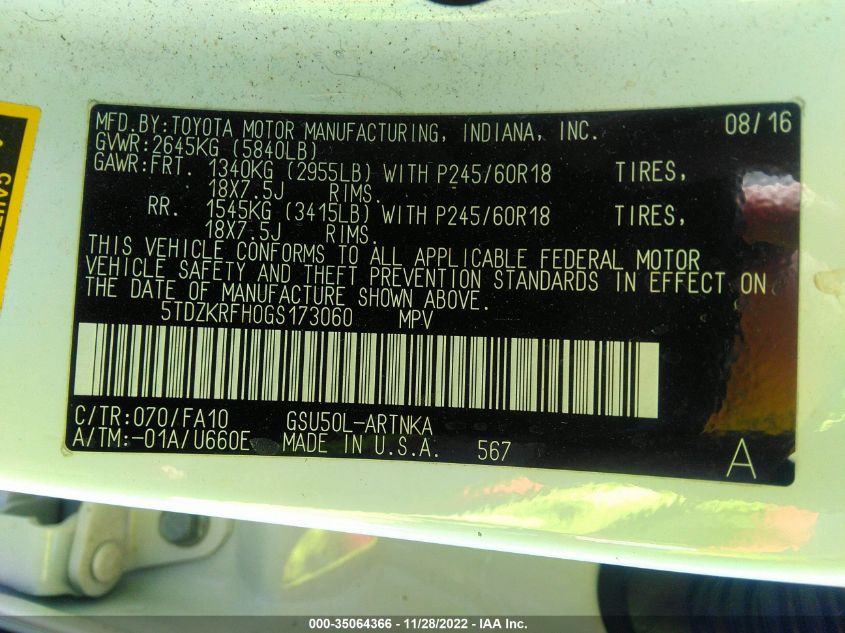 MFD.BY:TOYOTA MOTOR MANUFACTURING, INDIANA, INC. 08/16
GVWR:2645KG (5840LB)
GAWR:FRT. 1340KG (2955LB) WITH P245/60R18 TIRES,
18X7.5J RIMS.
RR. 1545KG (3415LB) WITH P245/60R18 TIRES,
18X7.5J RIMS.
THIS VEHICLE CONFORMS TO ALL APPLICABLE FEDERAL MOTOR
VEHICLE SAFETY AND THEFT PREVENTION STANDARDS IN EFFECT ON
THE DATE OF MANUFACTURE SHOWN ABOVE.
5TDZKRFH0GS173060 MPV
C/TR:070/FA10 GSU50L-ARTNKA
A/TM:-01A/U660E MADE IN U.S.A. 567 A
000-35064366 - 11/28/2022 - IAA Inc.